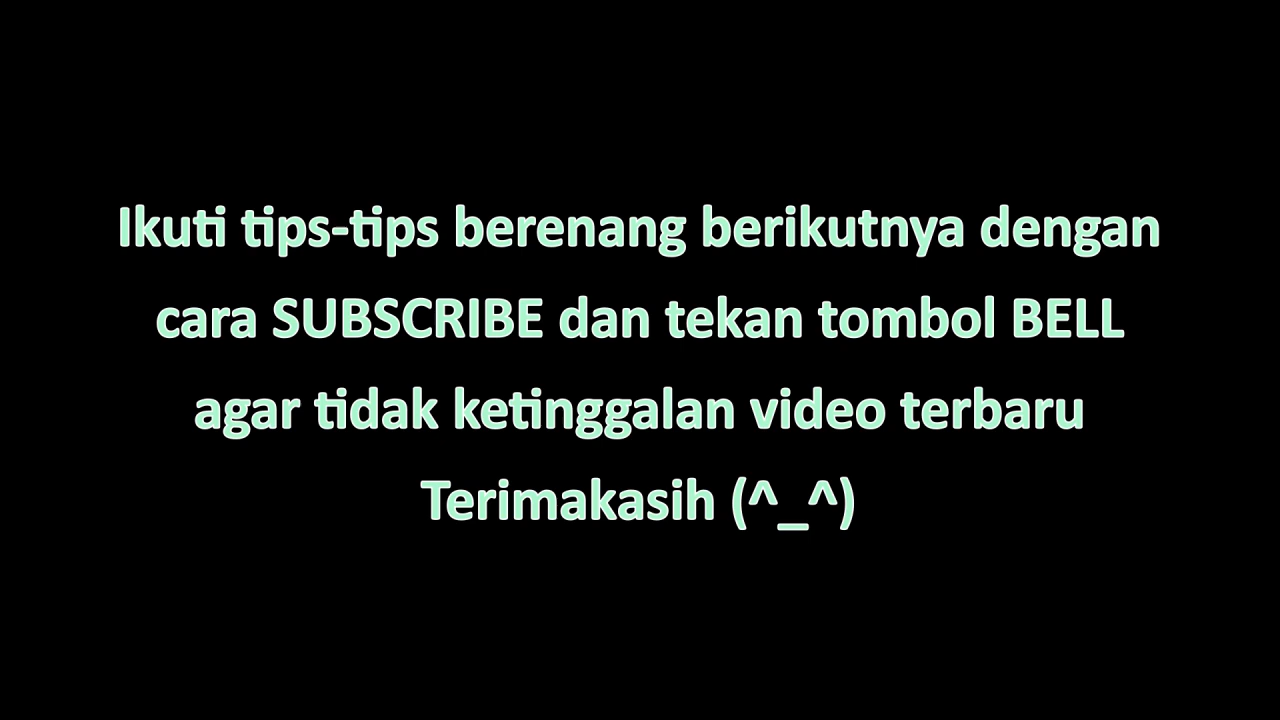 Ikuti tips-tips berenang berikutnya dengan
cara SUBSCRIBE dan tekan tombol BELL
agar tidak ketinggalan video terbaru
Terimakasih (^_^)